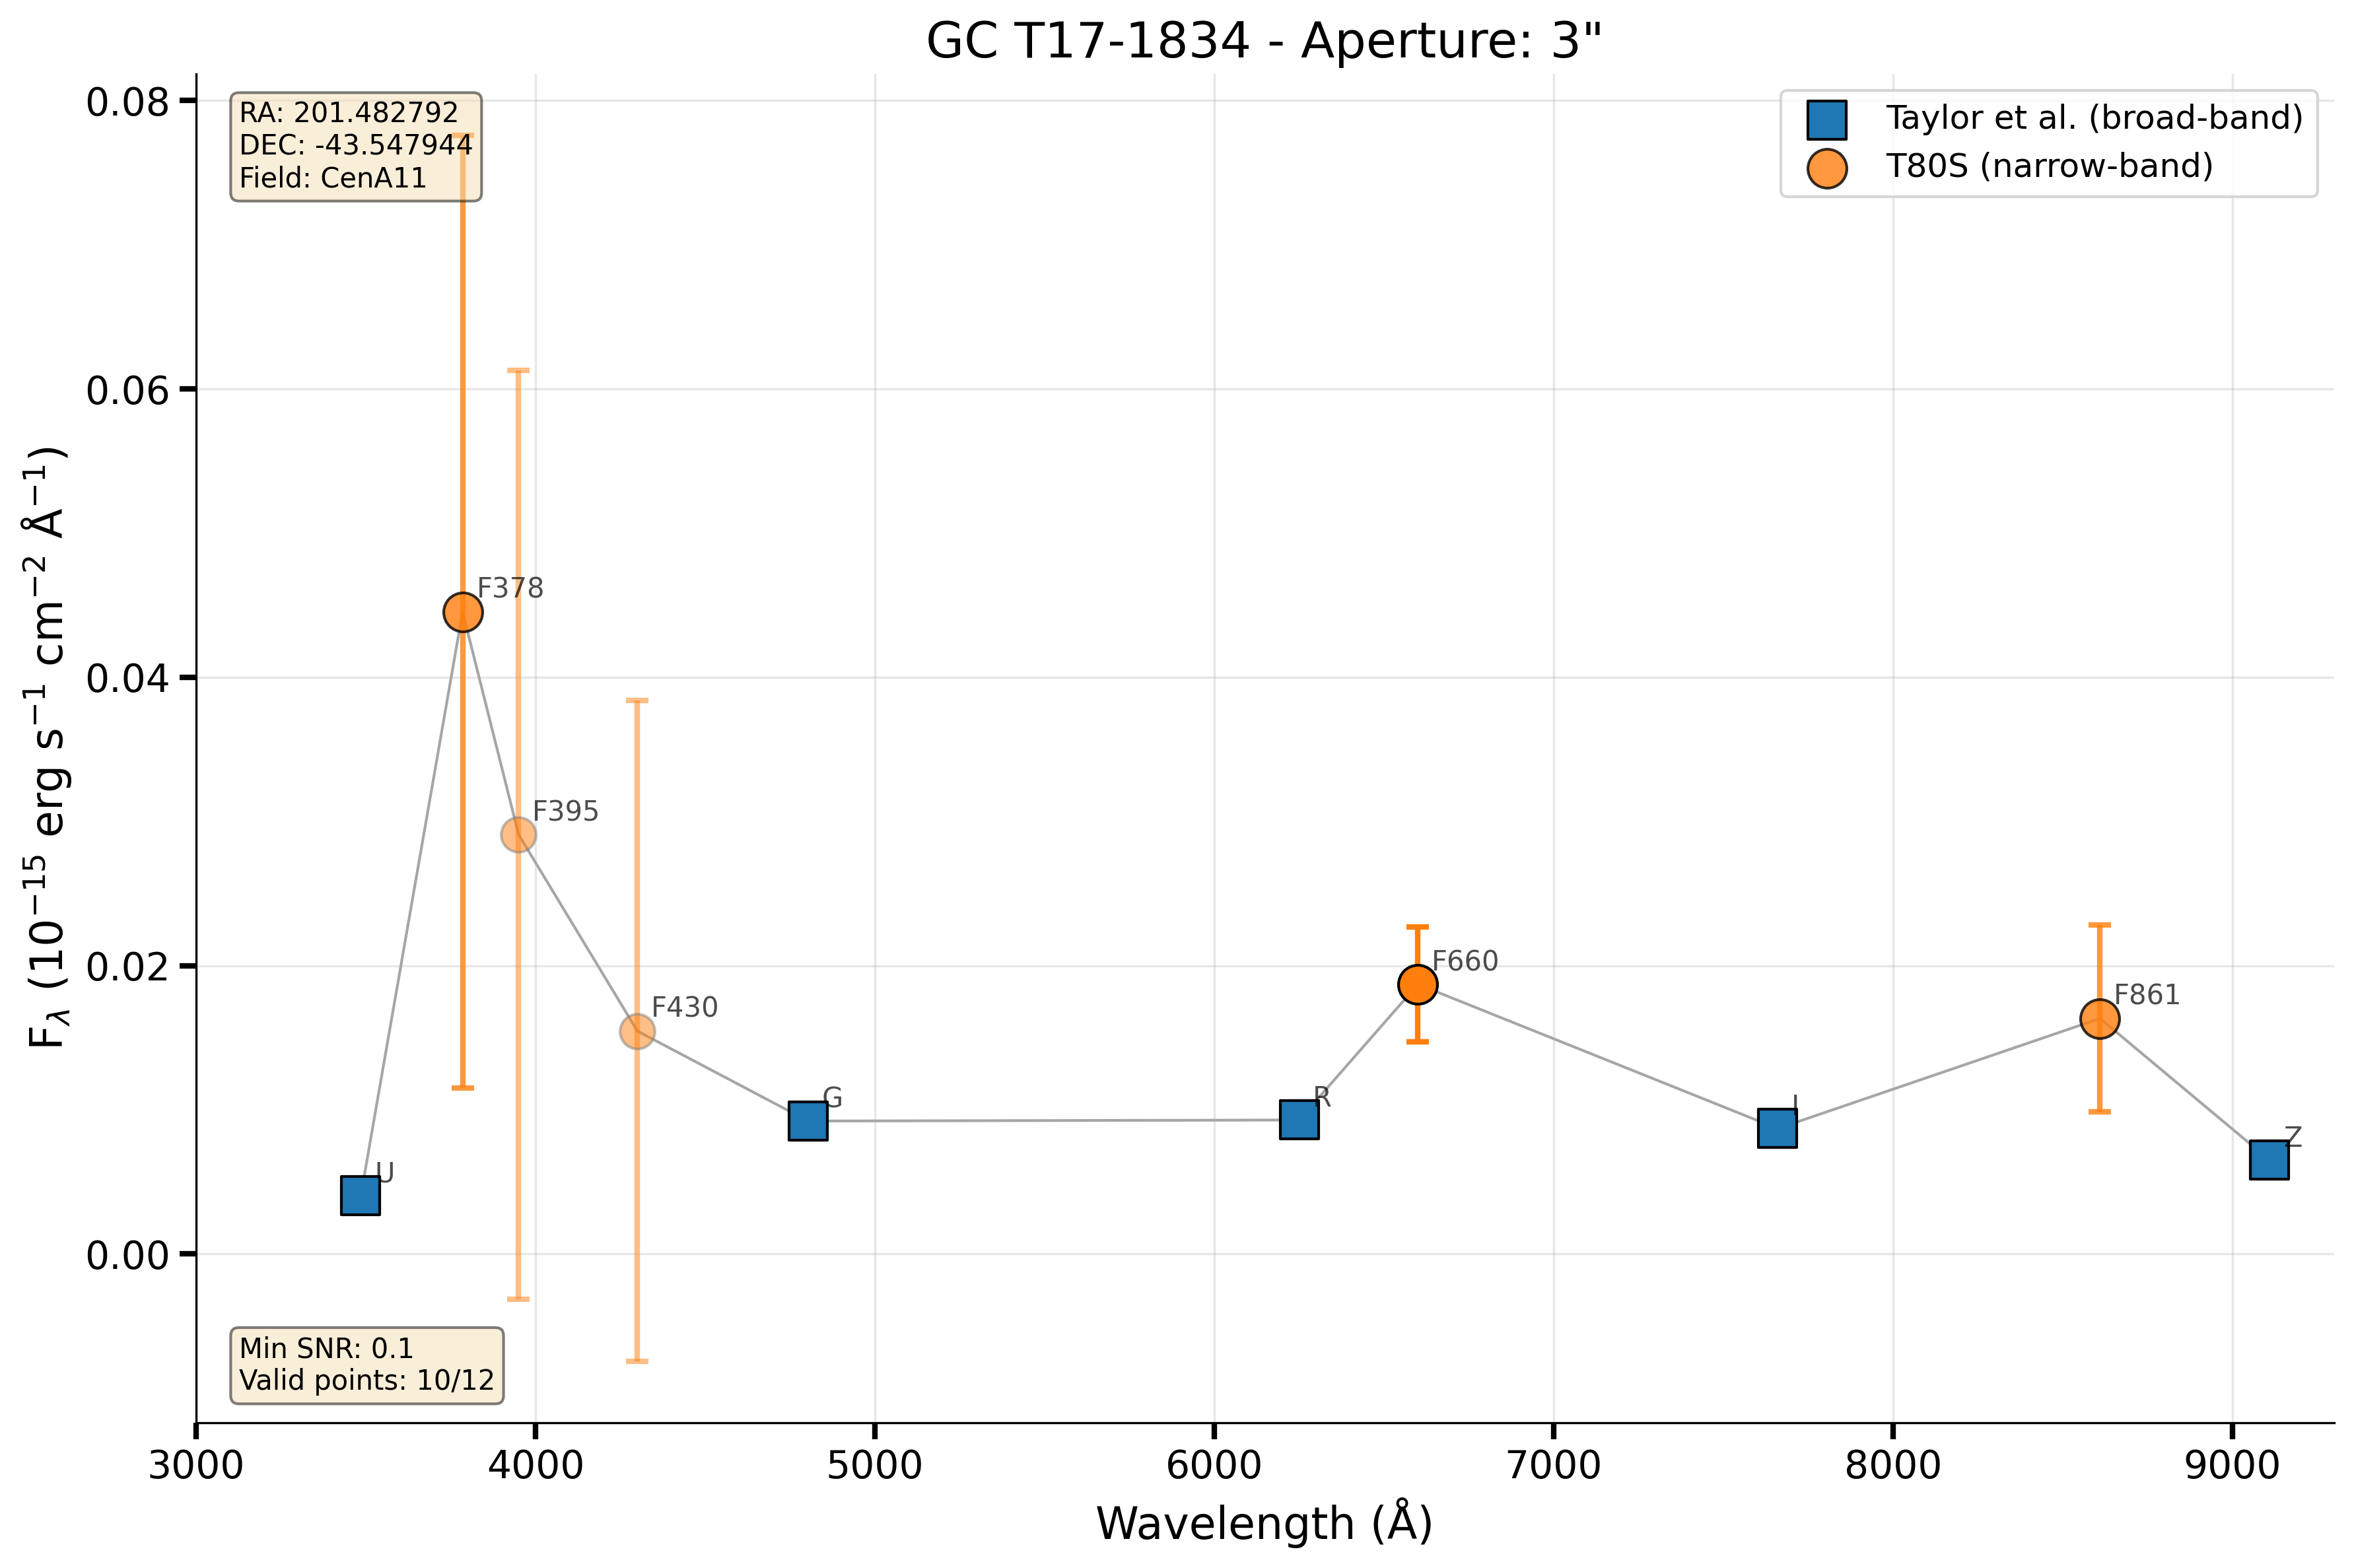 GC T17-1834 - Aperture: 3"
RA: 201.482792
DEC: -43.547944
Field: CenA11
Taylor et al. (broad-band)
T80S (narrow-band)
0.08
0.06
0.04
0.02
0.00
F_λ (10⁻¹⁵ erg s⁻¹ cm⁻² Å⁻¹)
F378
F395
F430
F660
F861
U
G
R
I
Z
Min SNR: 0.1
Valid points: 10/12
3000 4000 5000 6000 7000 8000 9000
Wavelength (Å)